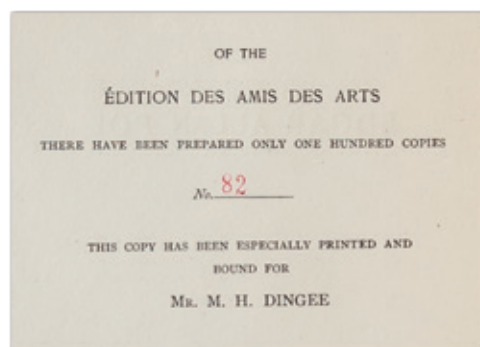 OF THE
ÉDITION DES AMIS DES ARTS
THERE HAVE BEEN PREPARED ONLY ONE HUNDRED COPIES
No. 82
THIS COPY HAS BEEN ESPECIALLY PRINTED AND
BOUND FOR
MR. M. H. DINGEE